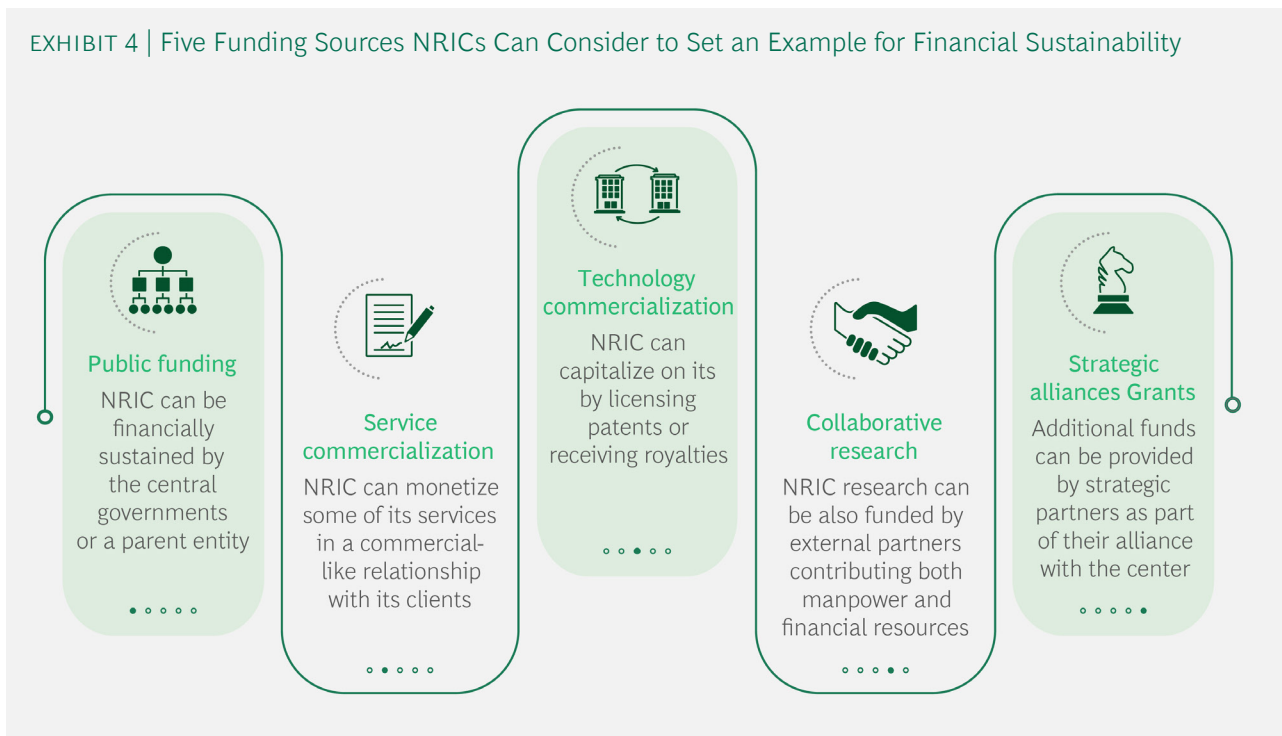 EXHIBIT 4 | Five Funding Sources NRICs Can Consider to Set an Example for Financial Sustainability
Public funding
NRIC can be
financially
sustained by
the central
governments
or a parent entity
Service
commercialization
NRIC can monetize
some of its services
in a commercial-
like relationship
with its clients
Technology
commercialization
NRIC can
capitalize on its
by licensing
patents or
receiving royalties
Collaborative
research
NRIC research can
be also funded by
external partners
contributing both
manpower and
financial resources
Strategic
alliances Grants
Additional funds
can be provided
by strategic
partners as part
of their alliance
with the center